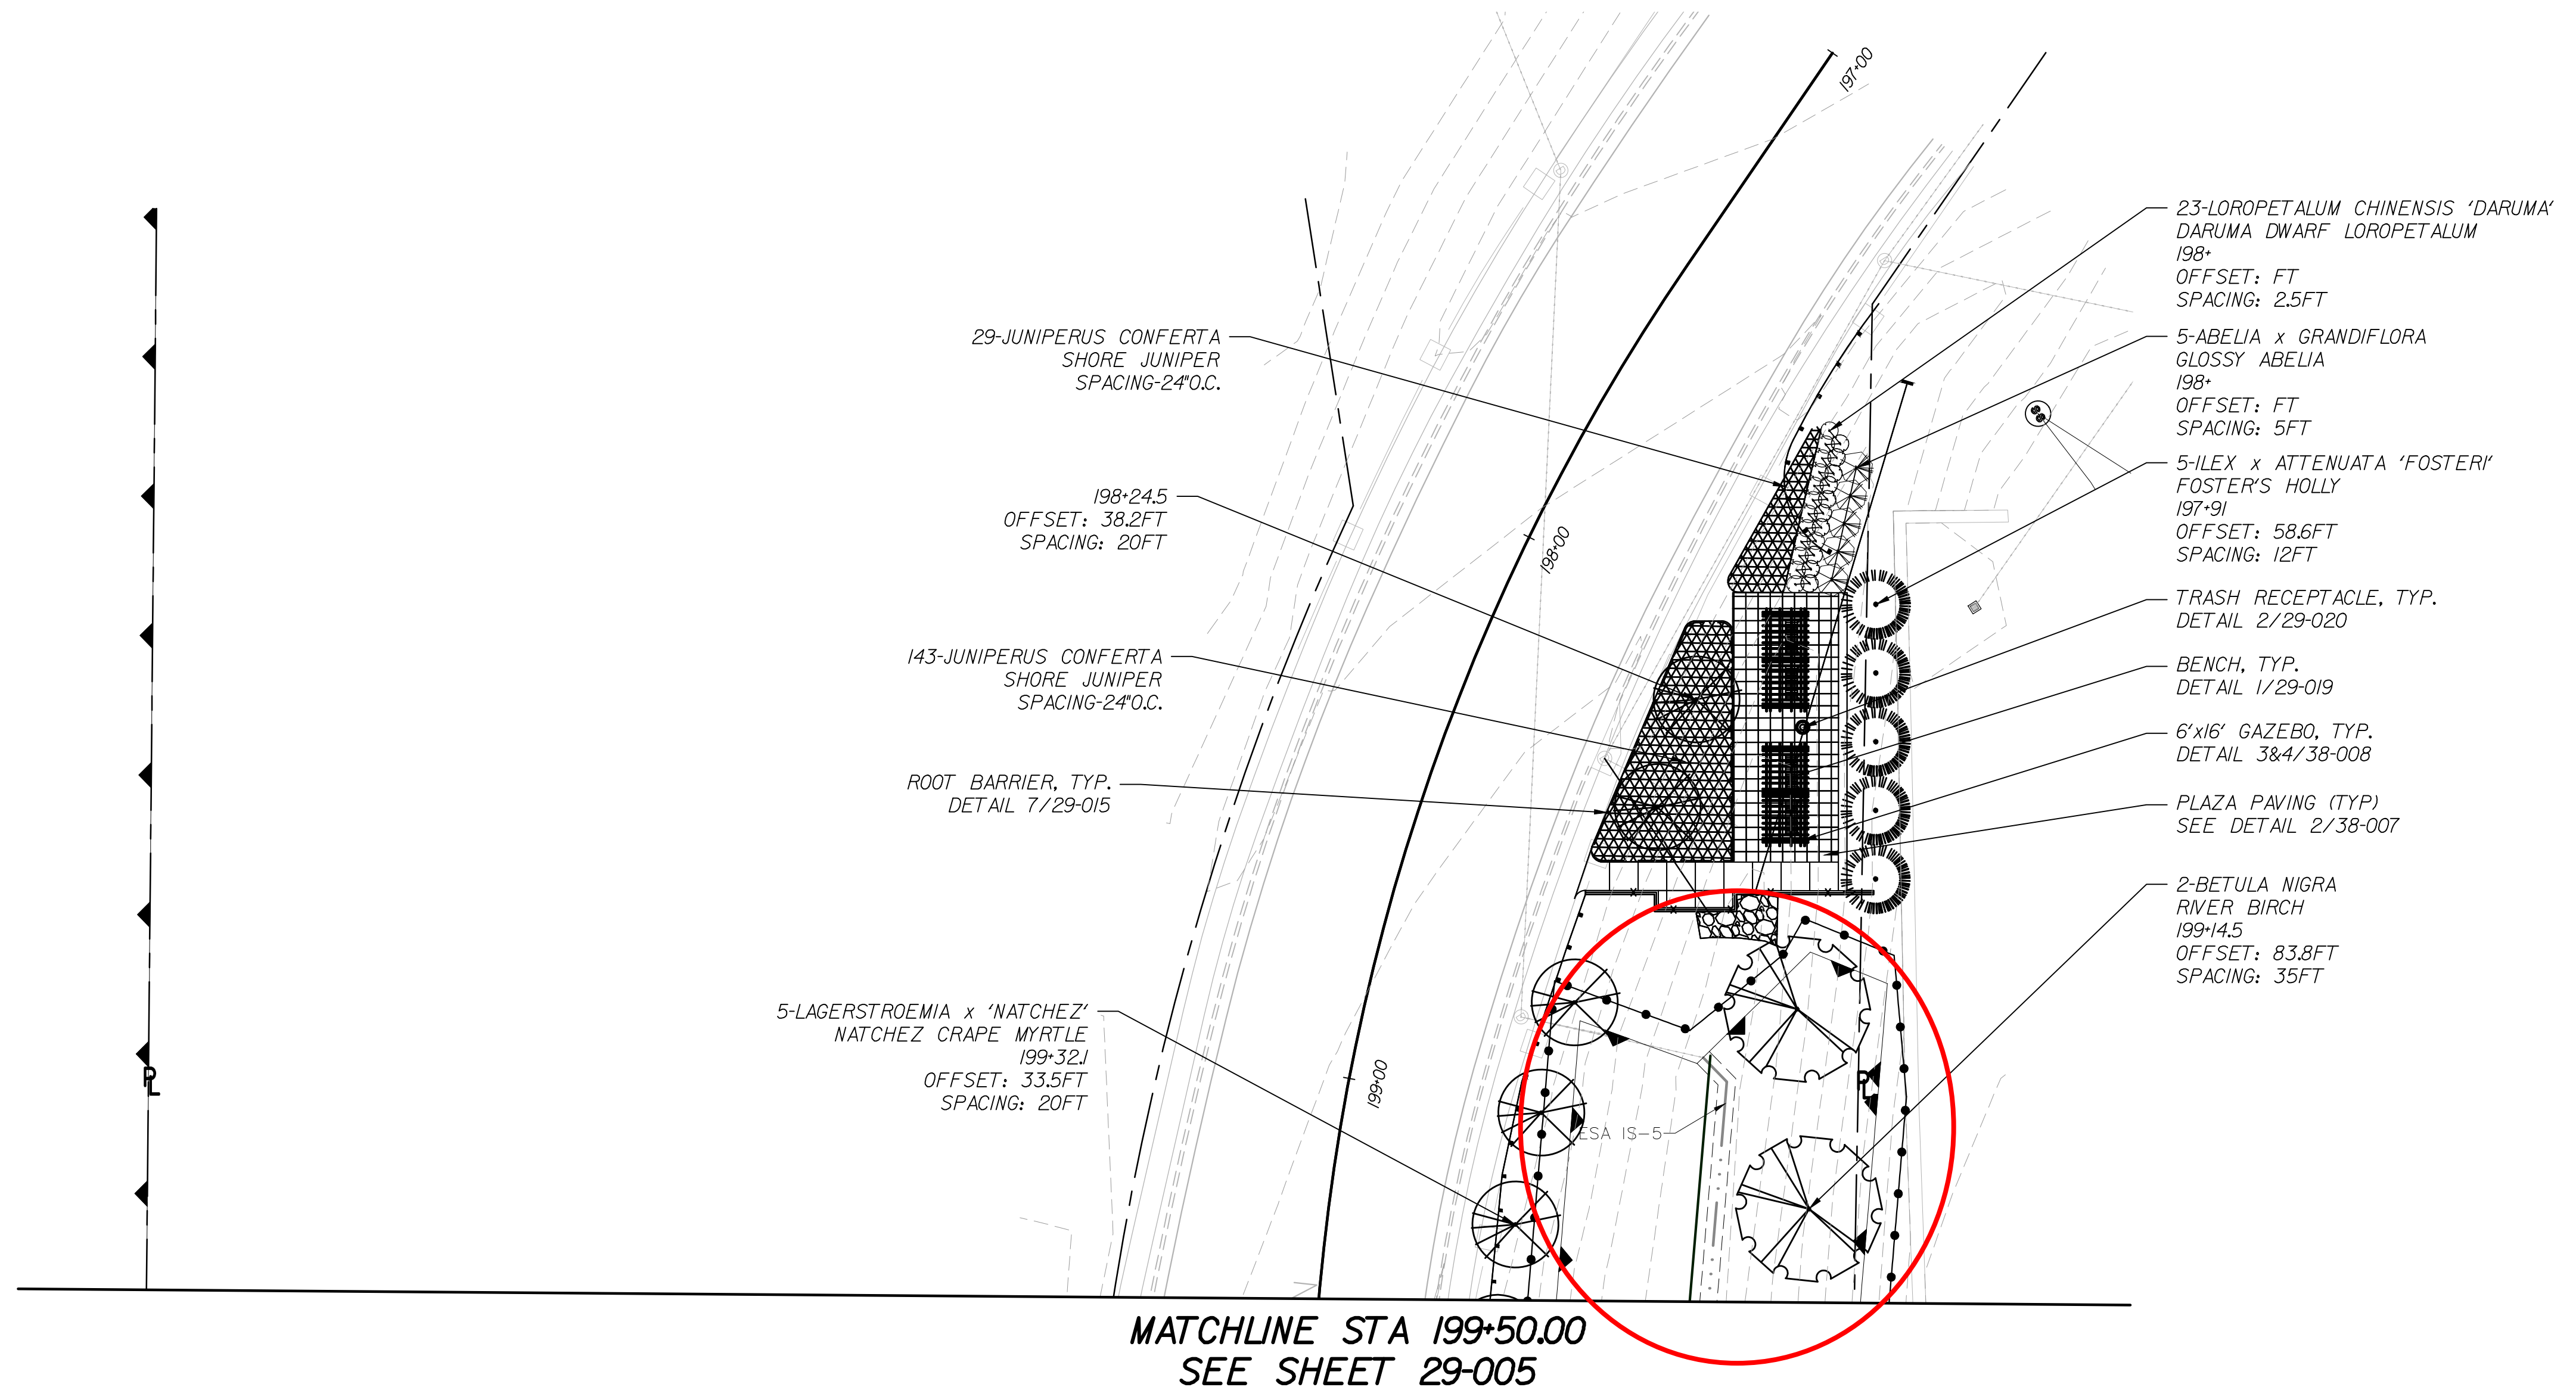 197+00
23-LOROPETALUM CHINENSIS 'DARUMA'
DARUMA DWARF LOROPETALUM
198+
OFFSET: FT
SPACING: 2.5FT
5-ABELIA x GRANDIFLORA
GLOSSY ABELIA
198+
OFFSET: FT
SPACING: 5FT
5-ILEX x ATTENUATA 'FOSTERI'
FOSTER'S HOLLY
197+91
OFFSET: 58.6FT
SPACING: 12FT
TRASH RECEPTACLE, TYP.
DETAIL 2/29-020
BENCH, TYP.
DETAIL 1/29-019
6'x16' GAZEBO, TYP.
DETAIL 3&4/38-008
PLAZA PAVING (TYP)
SEE DETAIL 2/38-007
2-BETULA NIGRA
RIVER BIRCH
199+14.5
OFFSET: 83.8FT
SPACING: 35FT
29-JUNIPERUS CONFERTA
SHORE JUNIPER
SPACING-24"O.C.
198+24.5
OFFSET: 38.2FT
SPACING: 20FT
198+00
143-JUNIPERUS CONFERTA
SHORE JUNIPER
SPACING-24"O.C.
ROOT BARRIER, TYP.
DETAIL 7/29-015
5-LAGERSTROEMIA x 'NATCHEZ'
NATCHEZ CRAPE MYRTLE
199+32.1
OFFSET: 33.5FT
SPACING: 20FT
199+00
ESA IS-5
PL
PL
MATCHLINE STA 199+50.00
SEE SHEET 29-005